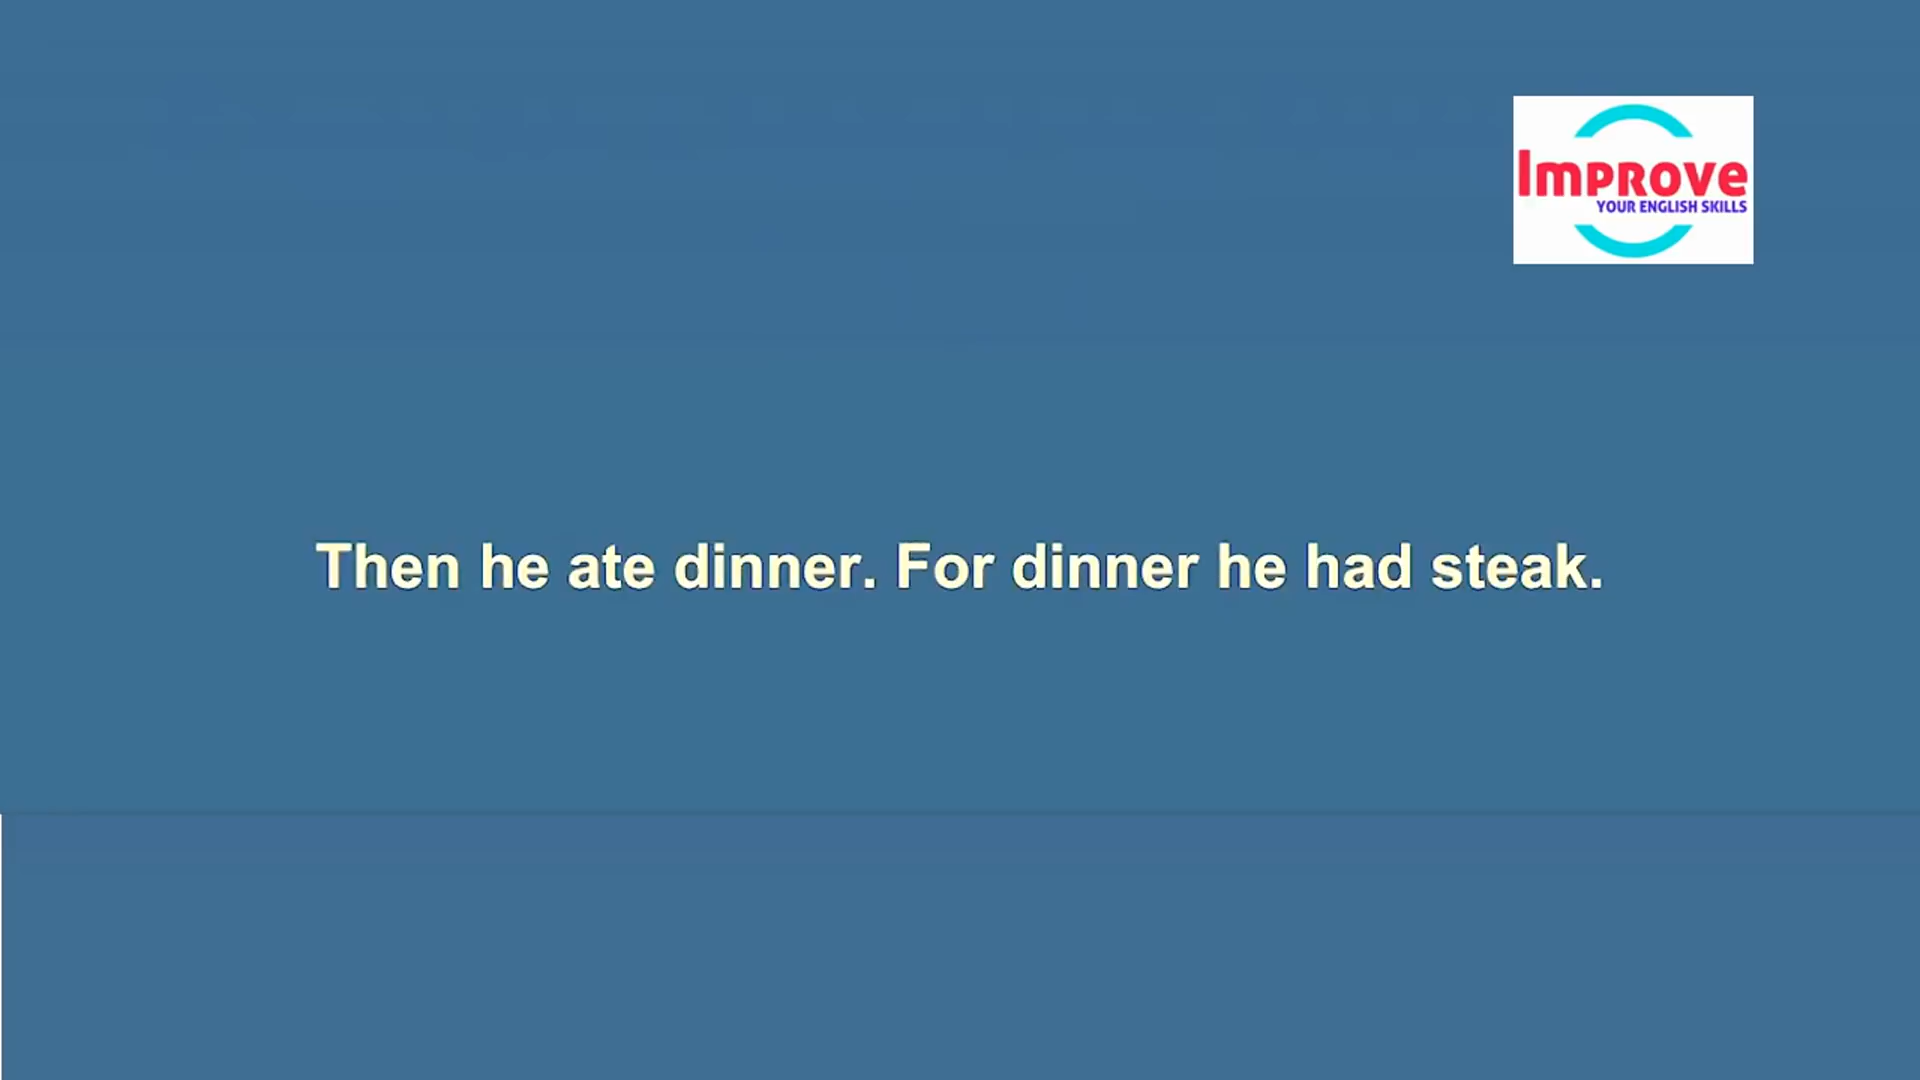 Improve
YOUR ENGLISH SKILLS
Then he ate dinner. For dinner he had steak.